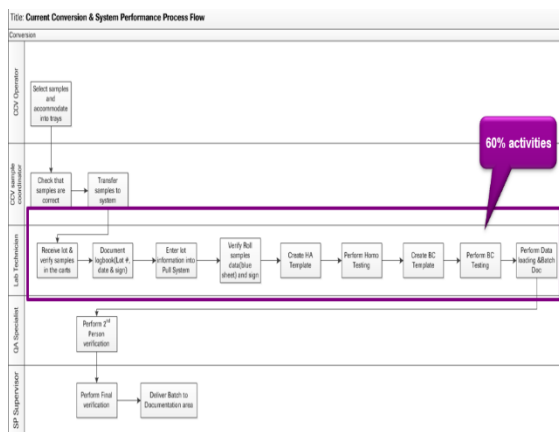 Title: Current Conversion & System Performance Process Flow
Conversion
CCV Operator
Select samples
and
accommodate
into trays
60% activities
CCV sample
coordinator
Check that
samples are
correct
Transfer
samples to
system
Lab Technician
Receive lot &
verify samples
in the carts
Document
logbook(Lot #,
date & sign)
Enter lot
information into
Pull System
Verify Roll
samples
data(blue
sheet) and sign
Create HA
Template
Perform Homo
Testing
Create BC
Template
Perform BC
Testing
Perform Data
loading &Batch
Doc
QA Specialist
Perform 2nd
Person
verification
SP Supervisor
Perform Final
verification
Deliver Batch to
Documentation
area